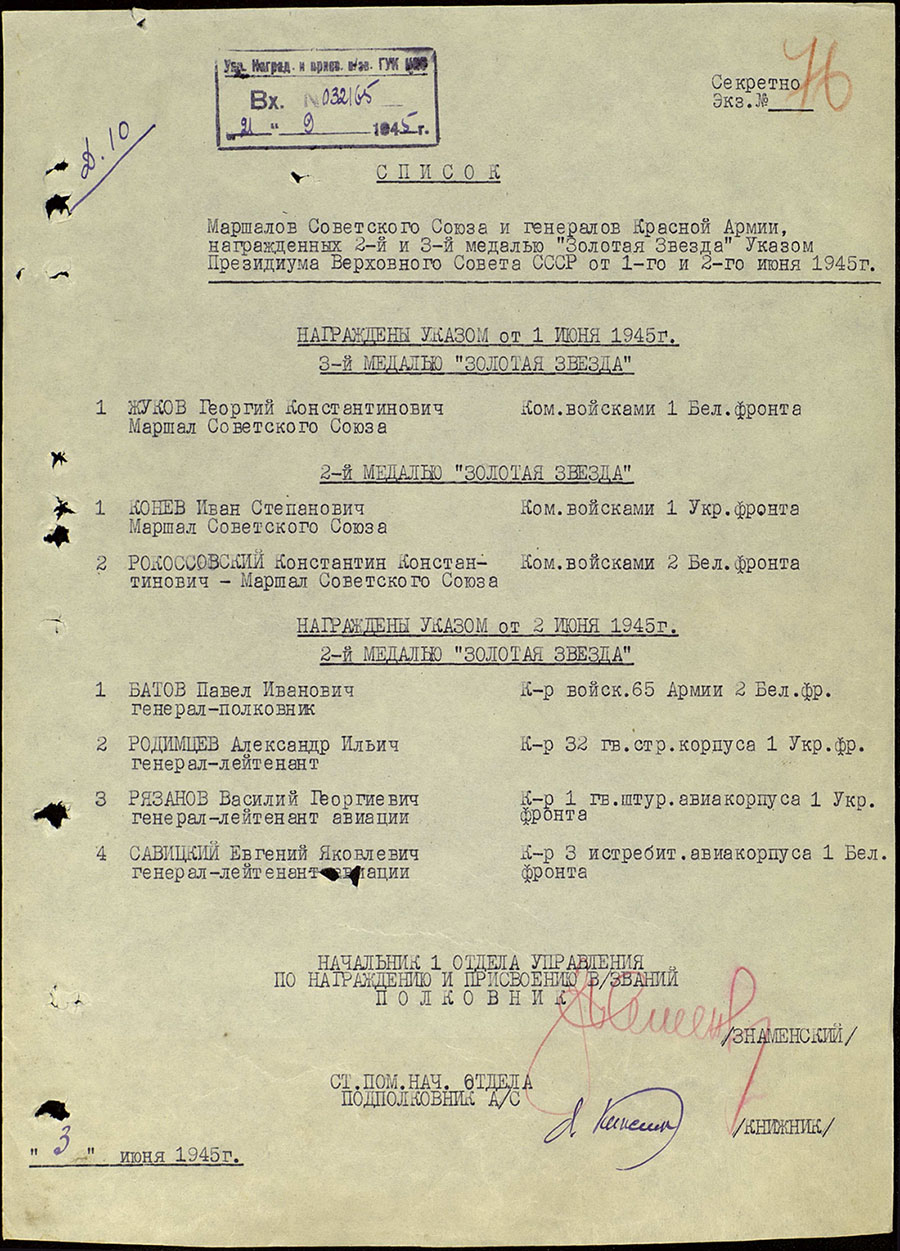 Упр. Наград. и присв. в/зв. ГУК
Вх. № 032165
"21" 9 1945г.
Секретно
Экз.№
76
Д. 10
СПИСОК
Маршалов Советского Союза и генералов Красной Армии,
награжденных 2-й и 3-й медалью "Золотая Звезда" Указом
Президиума Верховного Совета СССР от 1-го и 2-го июня 1945г.
НАГРАЖДЕНЫ УКАЗОМ от 1 ИЮНЯ 1945г.
3-й МЕДАЛЬЮ "ЗОЛОТАЯ ЗВЕЗДА"
1 ЖУКОВ Георгий Константинович Ком.войсками 1 Бел.фронта
Маршал Советского Союза
2-й МЕДАЛЬЮ "ЗОЛОТАЯ ЗВЕЗДА"
1 КОНЕВ Иван Степанович Ком.войсками 1 Укр.фронта
Маршал Советского Союза
2 РОКОССОВСКИЙ Константин Констан- Ком.войсками 2 Бел.фронта
тинович - Маршал Советского Союза
НАГРАЖДЕНЫ УКАЗОМ от 2 ИЮНЯ 1945г.
2-й МЕДАЛЬЮ "ЗОЛОТАЯ ЗВЕЗДА"
1 БАТОВ Павел Иванович К-р войск.65 Армии 2 Бел.фр.
генерал-полковник
2 РОДИМЦЕВ Александр Ильич К-р 32 гв.стр.корпуса 1 Укр.фр.
генерал-лейтенант
3 РЯЗАНОВ Василий Георгиевич К-р 1 гв.штур.авиакорпуса 1 Укр.
генерал-лейтенант авиации фронта
4 САВИЦКИЙ Евгений Яковлевич К-р 3 истребит.авиакорпуса 1 Бел.
генерал-лейтенант авиации фронта
НАЧАЛЬНИК 1 ОТДЕЛА УПРАВЛЕНИЯ
ПО НАГРАЖДЕНИЮ И ПРИСВОЕНИЮ В/ЗВАНИЙ
ПОЛКОВНИК
/ЗНАМЕНСКИЙ/
СТ.ПОМ.НАЧ. ОТДЕЛА
ПОДПОЛКОВНИК А/С
/КНИЖНИК/
"3" июня 1945г.